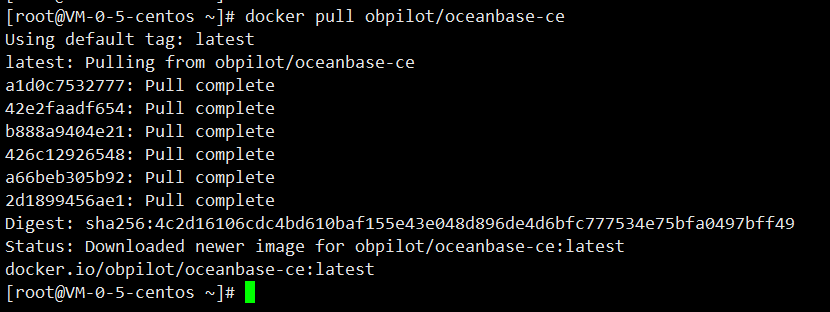 [root@VM-0-5-centos ~]# docker pull obpilot/oceanbase-ce
Using default tag: latest
latest: Pulling from obpilot/oceanbase-ce
a1d0c7532777: Pull complete
42e2faadf654: Pull complete
b888a9404e21: Pull complete
426c12926548: Pull complete
a66beb305b92: Pull complete
2d1899456ae1: Pull complete
Digest: sha256:4c2d16106cdc4bd610baf155e43e048d896de4d6bfc777534e75bfa0497bff49
Status: Downloaded newer image for obpilot/oceanbase-ce:latest
docker.io/obpilot/oceanbase-ce:latest
[root@VM-0-5-centos ~]#